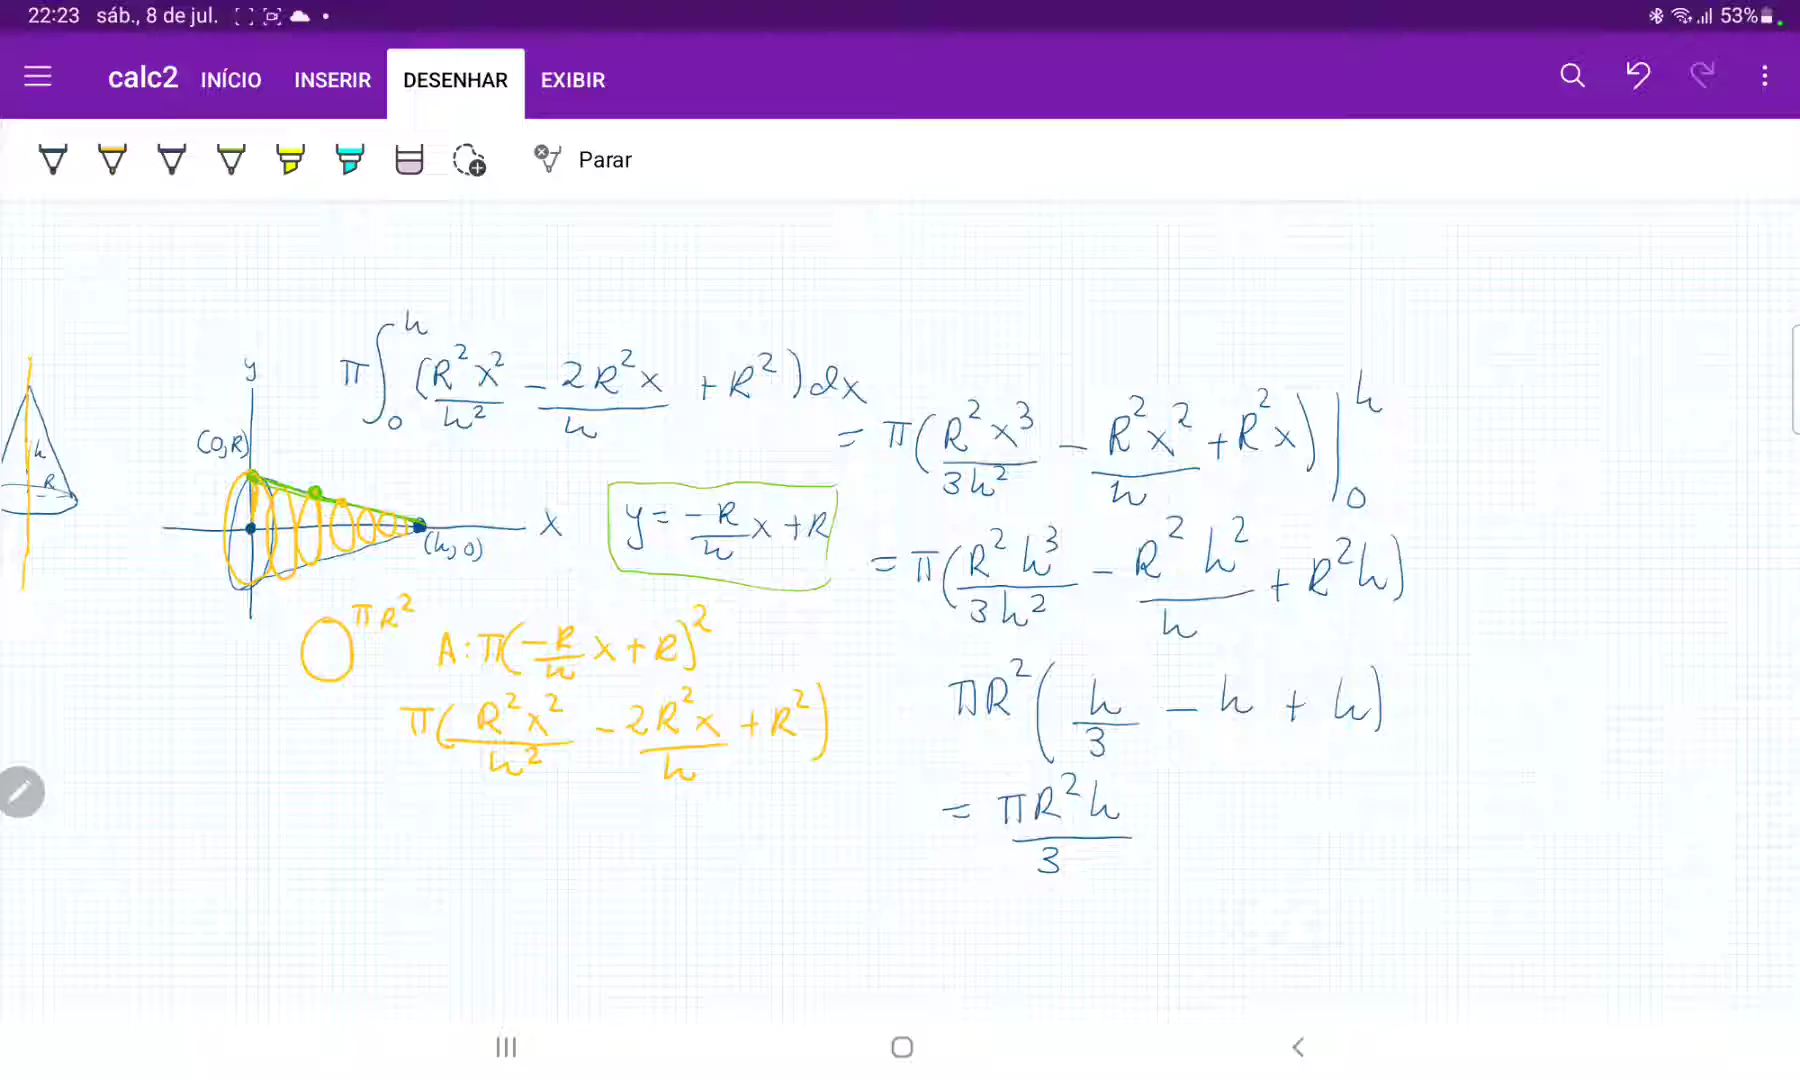 22:23 sáb., 8 de jul.
53%
calc2 INÍCIO INSERIR DESENHAR EXIBIR
Parar
h
R
y
(0,R)
(h,0)
x
π∫₀ʰ (R²x²/h² - 2R²x/h + R²)dx
y = -R/h x + R
πR²
A: π(-R/h x + R)²
π(R²x²/h² - 2R²x/h + R²)
= π(R²x³/3h² - R²x²/h + R²x)|₀ʰ
= π(R²h³/3h² - R²h²/h + R²h)
πR²(h/3 - h + h)
= πR²h/3